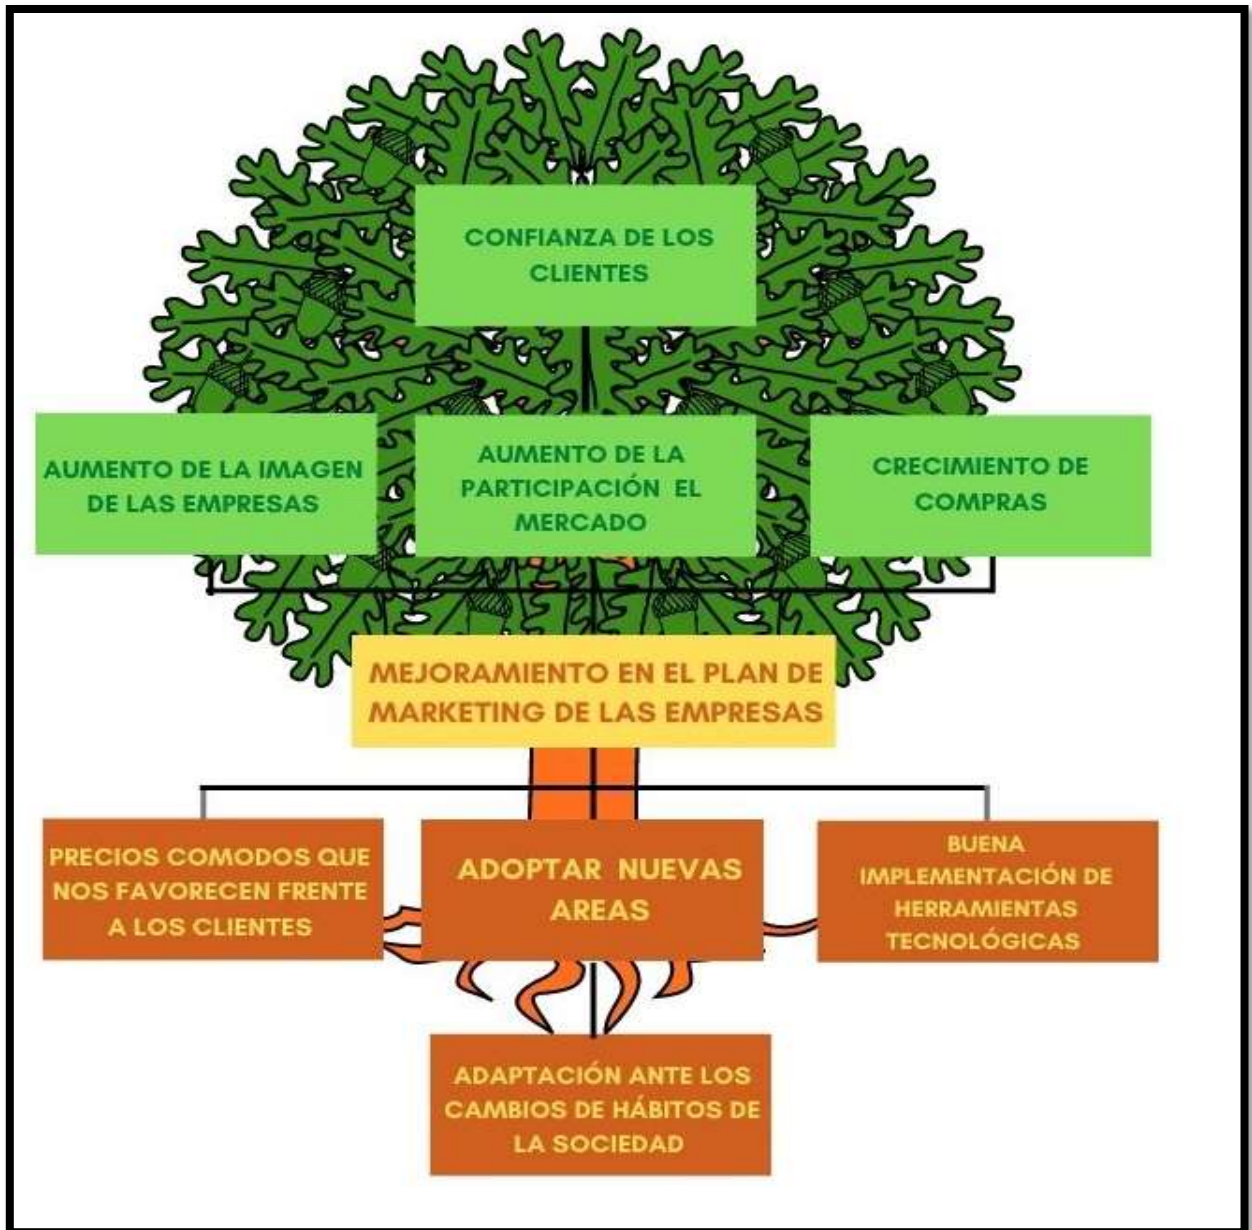 CONFIANZA DE LOS
CLIENTES
AUMENTO DE LA IMAGEN
DE LAS EMPRESAS
AUMENTO DE LA
PARTICIPACIÓN EL
MERCADO
CRECIMIENTO DE
COMPRAS
MEJORAMIENTO EN EL PLAN DE
MARKETING DE LAS EMPRESAS
PRECIOS COMODOS QUE
NOS FAVORECEN FRENTE
A LOS CLIENTES
ADOPTAR NUEVAS
AREAS
BUENA
IMPLEMENTACIÓN DE
HERRAMIENTAS
TECNOLÓGICAS
ADAPTACIÓN ANTE LOS
CAMBIOS DE HÁBITOS DE
LA SOCIEDAD